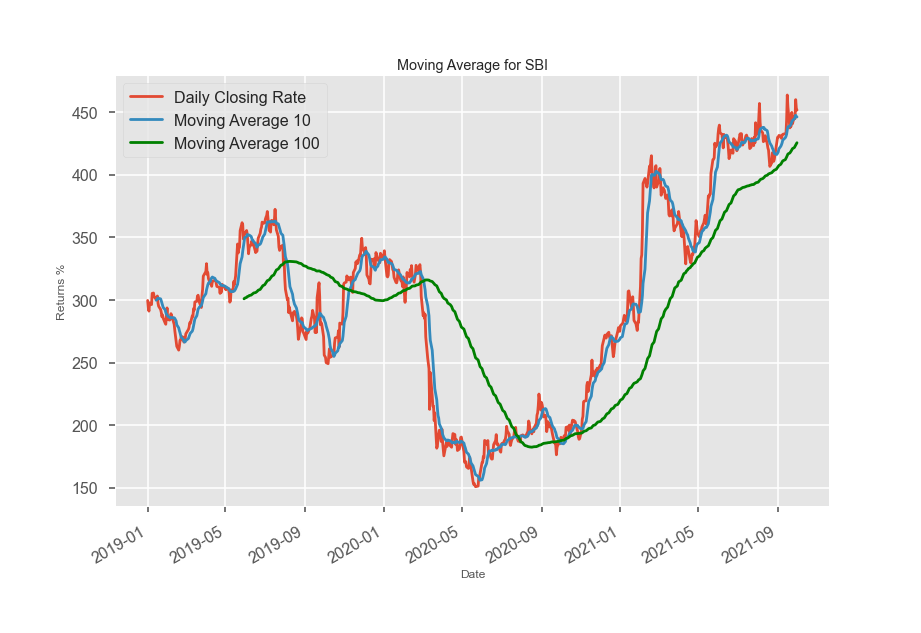 Moving Average for SBI
Daily Closing Rate
Moving Average 10
Moving Average 100
Returns %
450
400
350
300
250
200
150
2019-01
2019-05
2019-09
2020-01
2020-05
2020-09
2021-01
2021-05
2021-09
Date